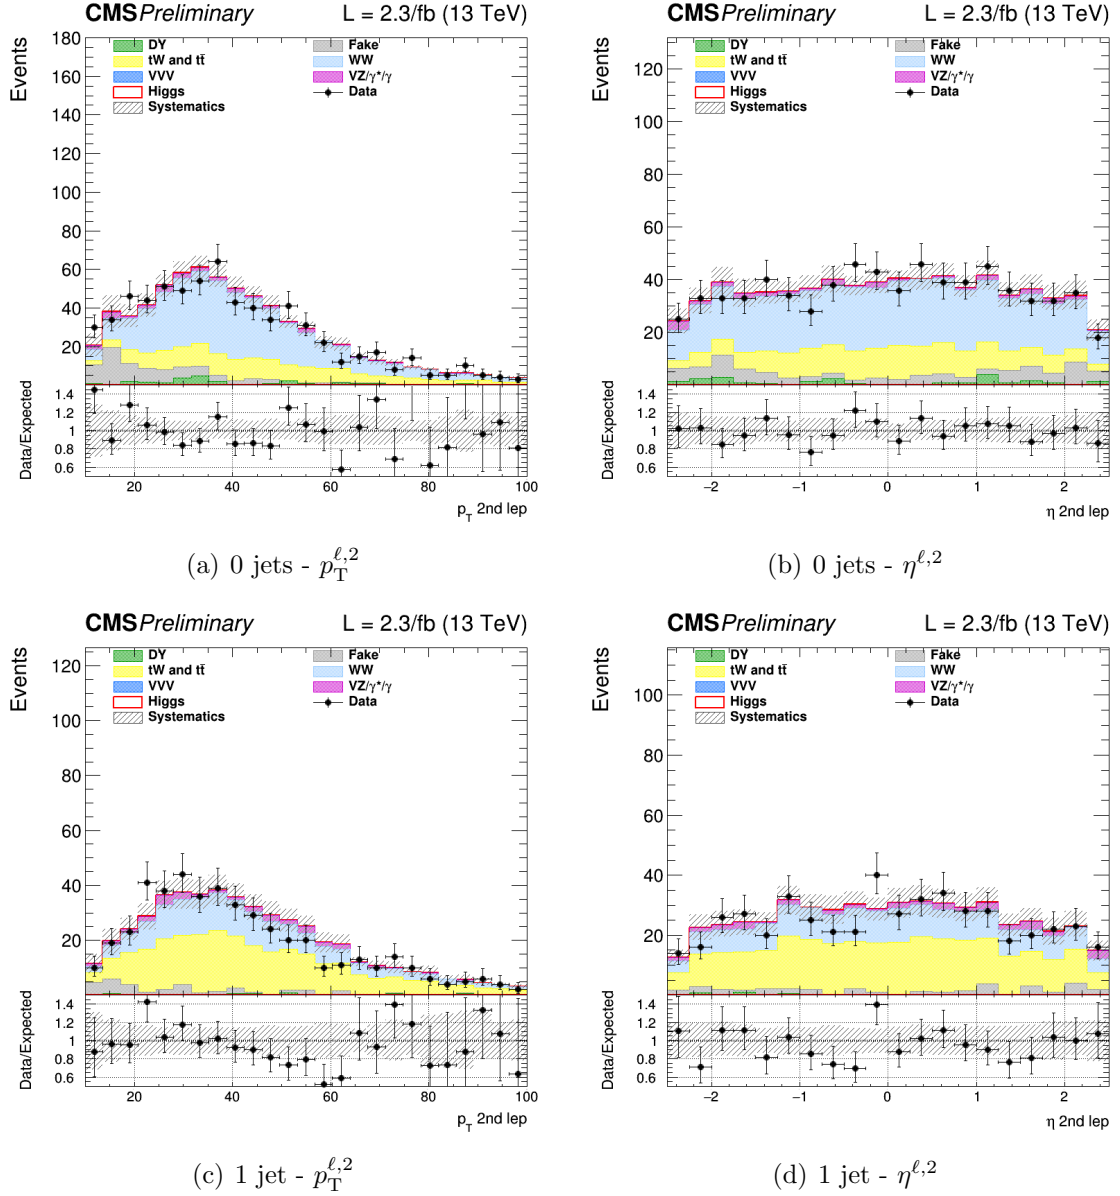 CMS Preliminary L = 2.3/fb (13 TeV)
Events
180
160
140
120
100
80
60
40
20
DY Fake
tW and tt̄ WW
VVV VZ/γ*/γ
Higgs Data
Systematics
Data/Expected
1.4
1.2
1
0.8
0.6
20 40 60 80 100
p_T 2nd lep
(a) 0 jets - p_T^{ℓ,2}
CMS Preliminary L = 2.3/fb (13 TeV)
Events
120
100
80
60
40
20
DY Fake
tW and tt̄ WW
VVV VZ/γ*/γ
Higgs Data
Systematics
Data/Expected
1.4
1.2
1
0.8
0.6
−2 −1 0 1 2
η 2nd lep
(b) 0 jets - η^{ℓ,2}
CMS Preliminary L = 2.3/fb (13 TeV)
Events
120
100
80
60
40
20
DY Fake
tW and tt̄ WW
VVV VZ/γ*/γ
Higgs Data
Systematics
Data/Expected
1.4
1.2
1
0.8
0.6
20 40 60 80 100
p_T 2nd lep
(c) 1 jet - p_T^{ℓ,2}
CMS Preliminary L = 2.3/fb (13 TeV)
Events
100
80
60
40
20
DY Fake
tW and tt̄ WW
VVV VZ/γ*/γ
Higgs Data
Systematics
Data/Expected
1.4
1.2
1
0.8
0.6
−2 −1 0 1 2
η 2nd lep
(d) 1 jet - η^{ℓ,2}